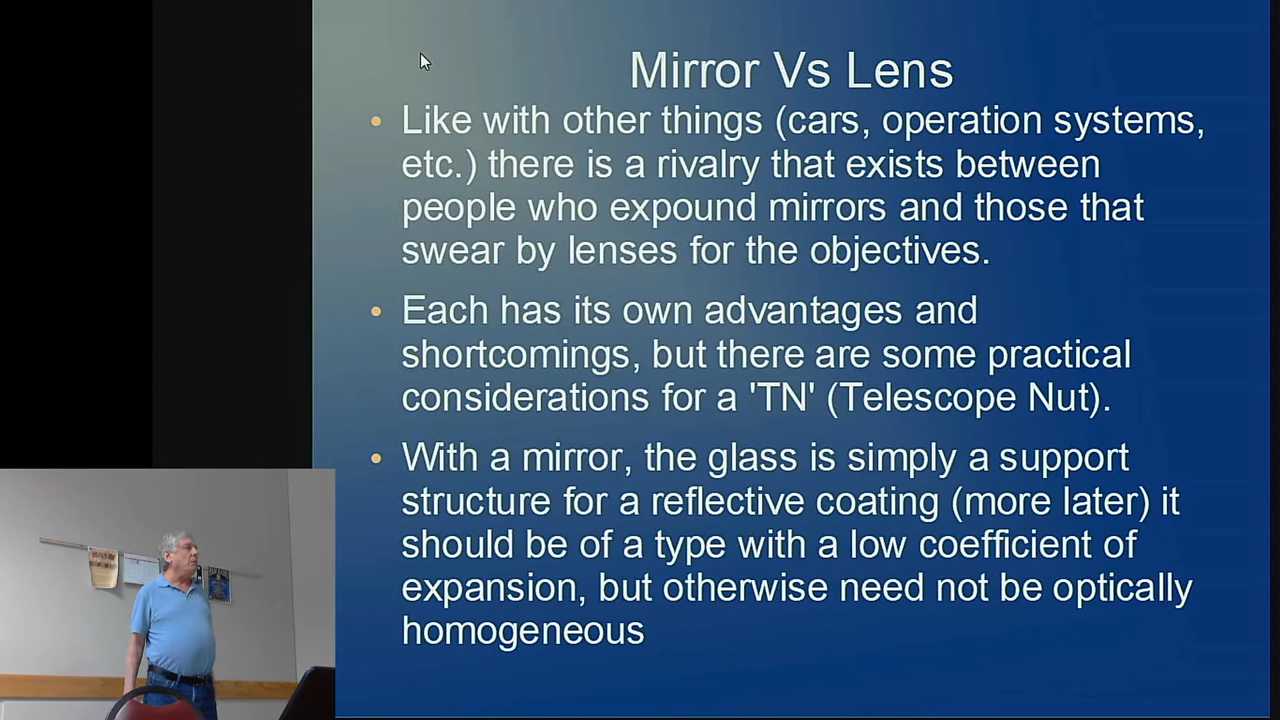 Mirror Vs Lens
• Like with other things (cars, operation systems,
etc.) there is a rivalry that exists between
people who expound mirrors and those that
swear by lenses for the objectives.
• Each has its own advantages and
shortcomings, but there are some practical
considerations for a 'TN' (Telescope Nut).
• With a mirror, the glass is simply a support
structure for a reflective coating (more later) it
should be of a type with a low coefficient of
expansion, but otherwise need not be optically
homogeneous